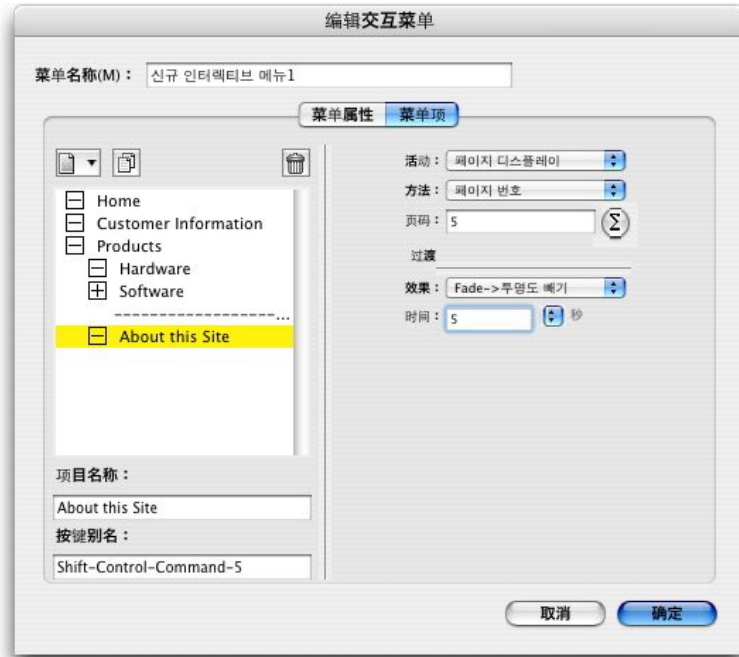 编辑交互菜单
菜单名称(M)： 신규 인터렉티브 메뉴1
菜单属性 菜单项
Home
Customer Information
Products
Hardware
Software
------------------...
About this Site
项目名称：
About this Site
按键别名：
Shift-Control-Command-5
活动： 페이지 디스플레이
方法： 페이지 번호
页码： 5
过渡
效果： Fade->투명도 빼기
时间： 5 秒
取消 确定